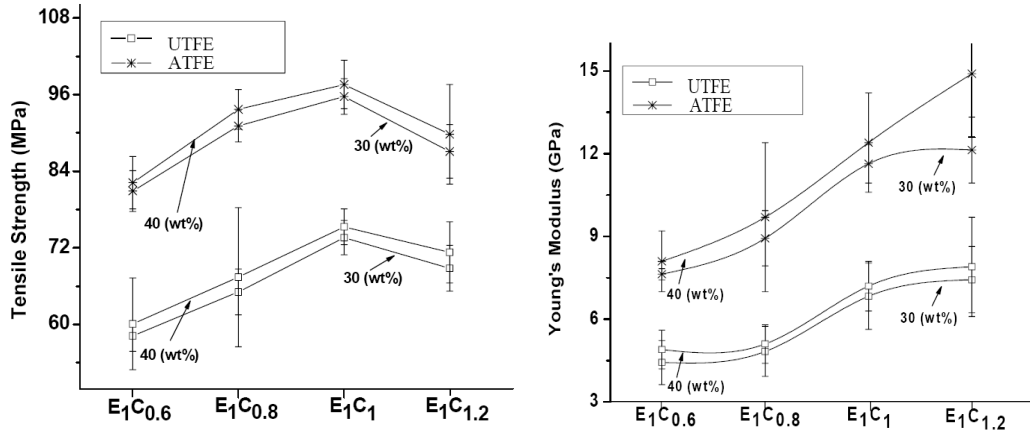 108
96
84
72
60
Tensile Strength (MPa)
UTFE
ATFE
30 (wt%)
40 (wt%)
30 (wt%)
40 (wt%)
E1C0.6 E1C0.8 E1C1 E1C1.2
15
12
9
6
3
Young's Modulus (GPa)
UTFE
ATFE
30 (wt%)
40 (wt%)
30 (wt%)
40 (wt%)
E1C0.6 E1C0.8 E1C1 E1C1.2